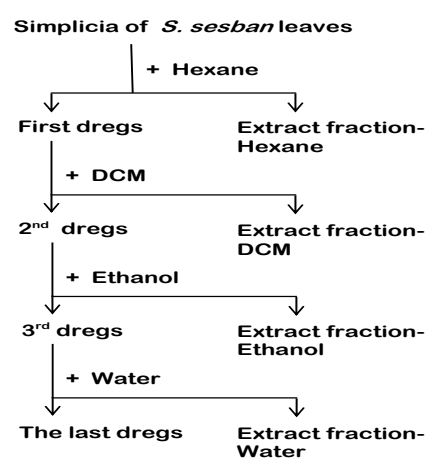 Simplicia of S. sesban leaves
+ Hexane
First dregs
Extract fraction-
Hexane
+ DCM
2nd dregs
Extract fraction-
DCM
+ Ethanol
3rd dregs
Extract fraction-
Ethanol
+ Water
The last dregs
Extract fraction-
Water